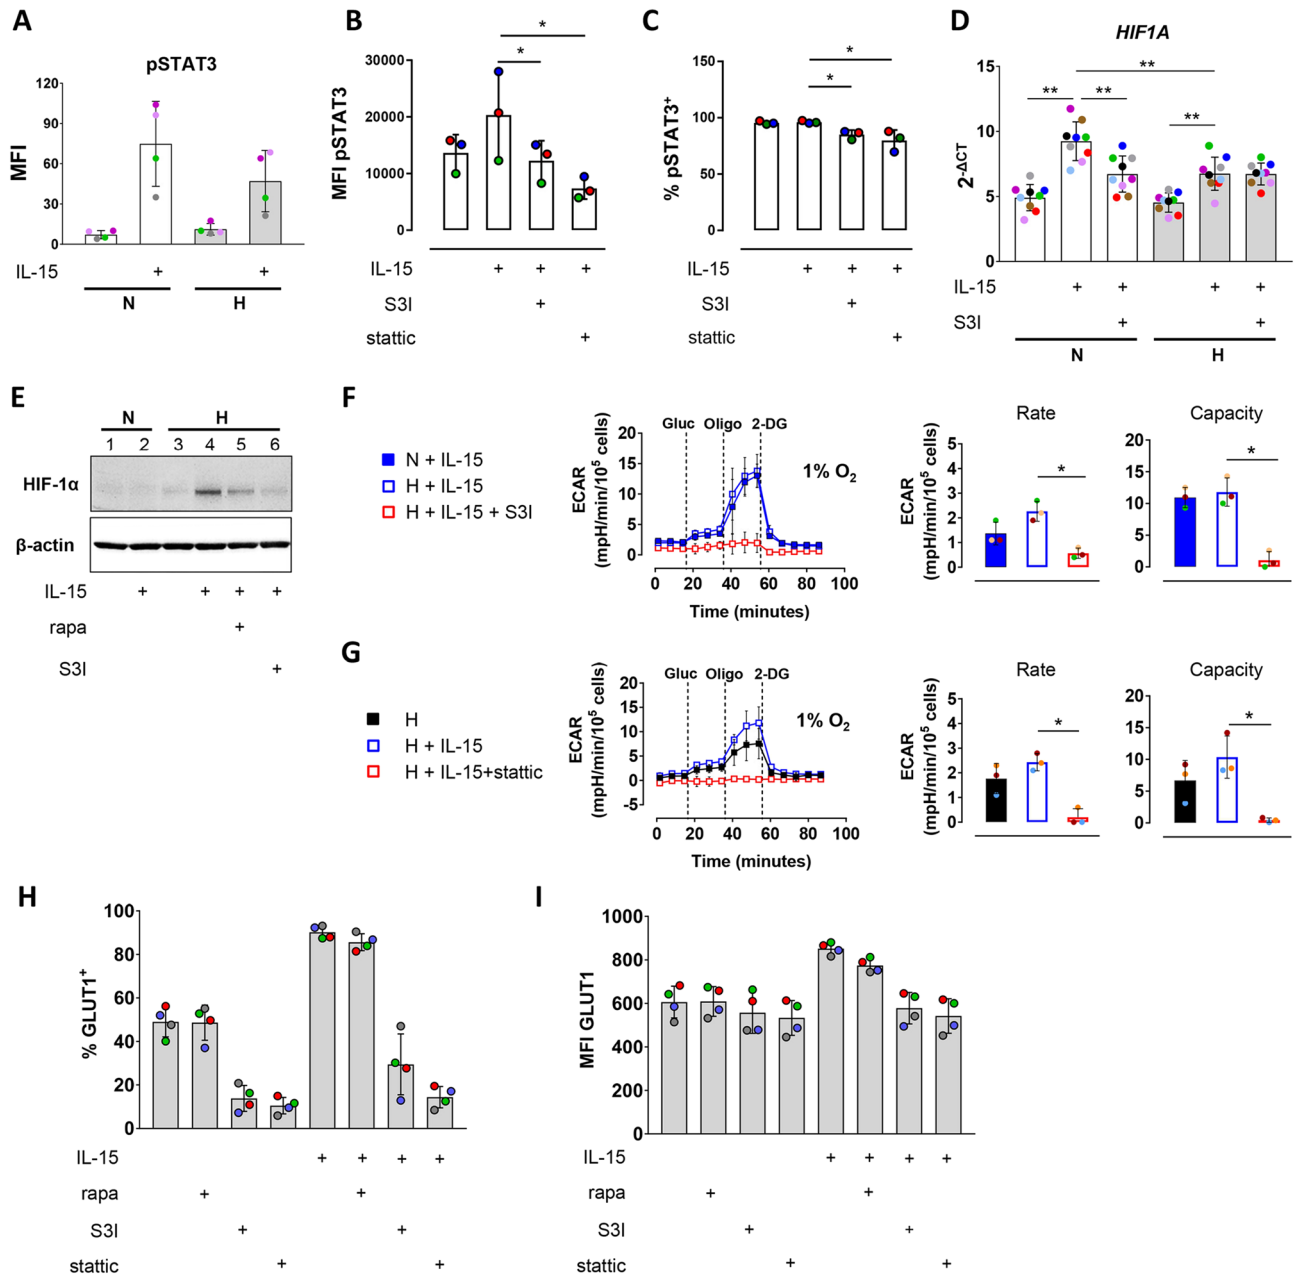 A
pSTAT3
MFI
120
90
60
30
0
IL-15 + +
N H
B
MFI pSTAT3
30000
20000
10000
0
* *
IL-15 + + +
S3I +
stattic +
C
% pSTAT3+
150
100
50
0
* *
IL-15 + + +
S3I +
stattic +
D
HIF1A
2-ΔCT
15
10
5
0
** ** ** **
IL-15 + + + +
S3I + +
N H
E
N H
1 2 3 4 5 6
HIF-1α
β-actin
IL-15 + + + +
rapa +
S3I +
F
N + IL-15
H + IL-15
H + IL-15 + S3I
ECAR
(mpH/min/10⁵ cells)
20
15
10
5
0
Gluc Oligo 2-DG
1% O₂
0 20 40 60 80 100
Time (minutes)
Rate
ECAR
(mpH/min/10⁵ cells)
5
4
3
2
1
0
*
Capacity
20
15
10
5
0
*
G
H
H + IL-15
H + IL-15+stattic
ECAR
(mpH/min/10⁵ cells)
20
15
10
5
0
-5
Gluc Oligo 2-DG
1% O₂
0 20 40 60 80 100
Time (minutes)
Rate
ECAR
(mpH/min/10⁵ cells)
5
4
3
2
1
0
*
Capacity
20
15
10
5
0
*
H
% GLUT1+
100
80
60
40
20
0
IL-15 + + + +
rapa + +
S3I + +
stattic + +
I
MFI GLUT1
1000
800
600
400
200
0
IL-15 + + + +
rapa + +
S3I + +
stattic + +